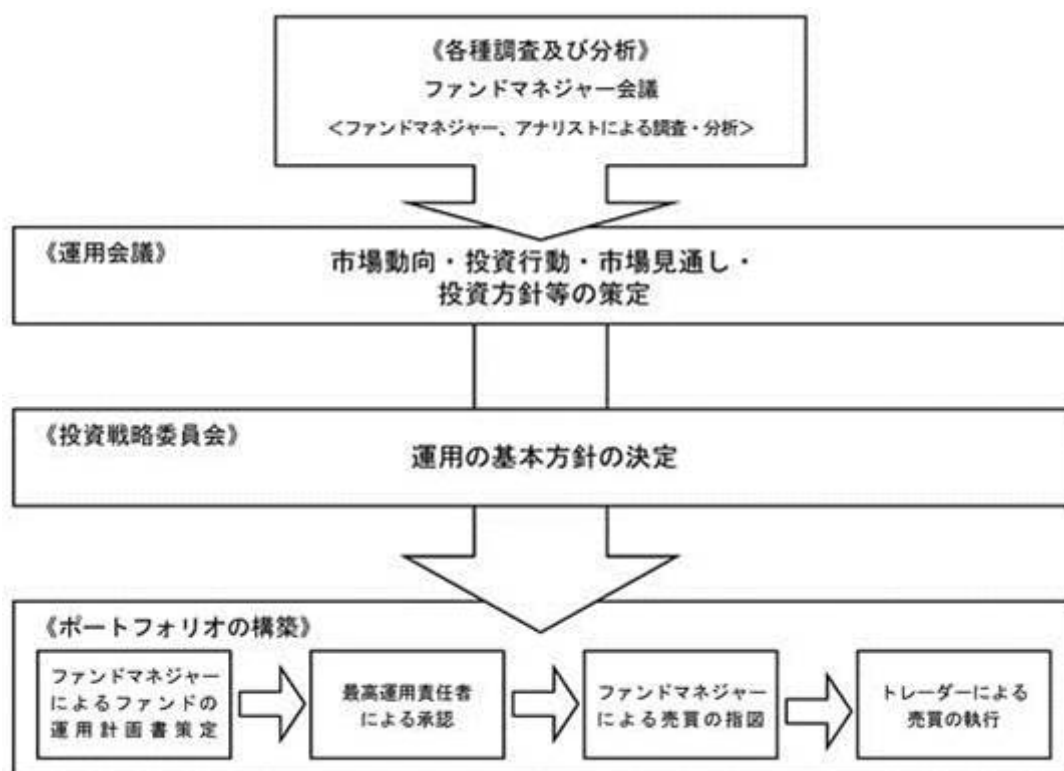 《各種調査及び分析》
ファンドマネジャー会議
<ファンドマネジャー、アナリストによる調査・分析>
《運用会議》
市場動向・投資行動・市場見通し・
投資方針等の策定
《投資戦略委員会》
運用の基本方針の決定
《ポートフォリオの構築》
ファンドマネジャー
によるファンドの
運用計画書策定
最高運用責任者
による承認
ファンドマネジャー
による売買の指図
トレーダーによる
売買の執行